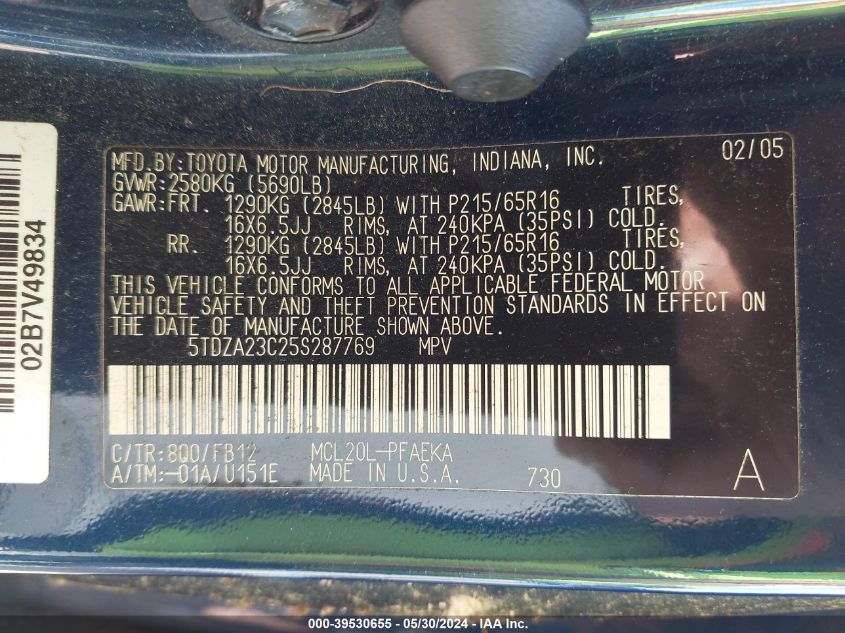 MFD.BY:TOYOTA MOTOR MANUFACTURING, INDIANA, INC. 02/05
GVWR:2580KG (5690LB)
GAWR:FRT. 1290KG (2845LB) WITH P215/65R16 TIRES,
16X6.5JJ RIMS, AT 240KPA (35PSI) COLD.
RR. 1290KG (2845LB) WITH P215/65R16 TIRES,
16X6.5JJ RIMS, AT 240KPA (35PSI) COLD.
THIS VEHICLE CONFORMS TO ALL APPLICABLE FEDERAL MOTOR
VEHICLE SAFETY AND THEFT PREVENTION STANDARDS IN EFFECT ON
THE DATE OF MANUFACTURE SHOWN ABOVE.
5TDZA23C25S287769 MPV
C/TR:800/FB12 MCL20L-PFAEKA
A/TM:-01A/U151E MADE IN U.S.A. 730 A
02B7V49834
000-39530655 - 05/30/2024 - IAA Inc.